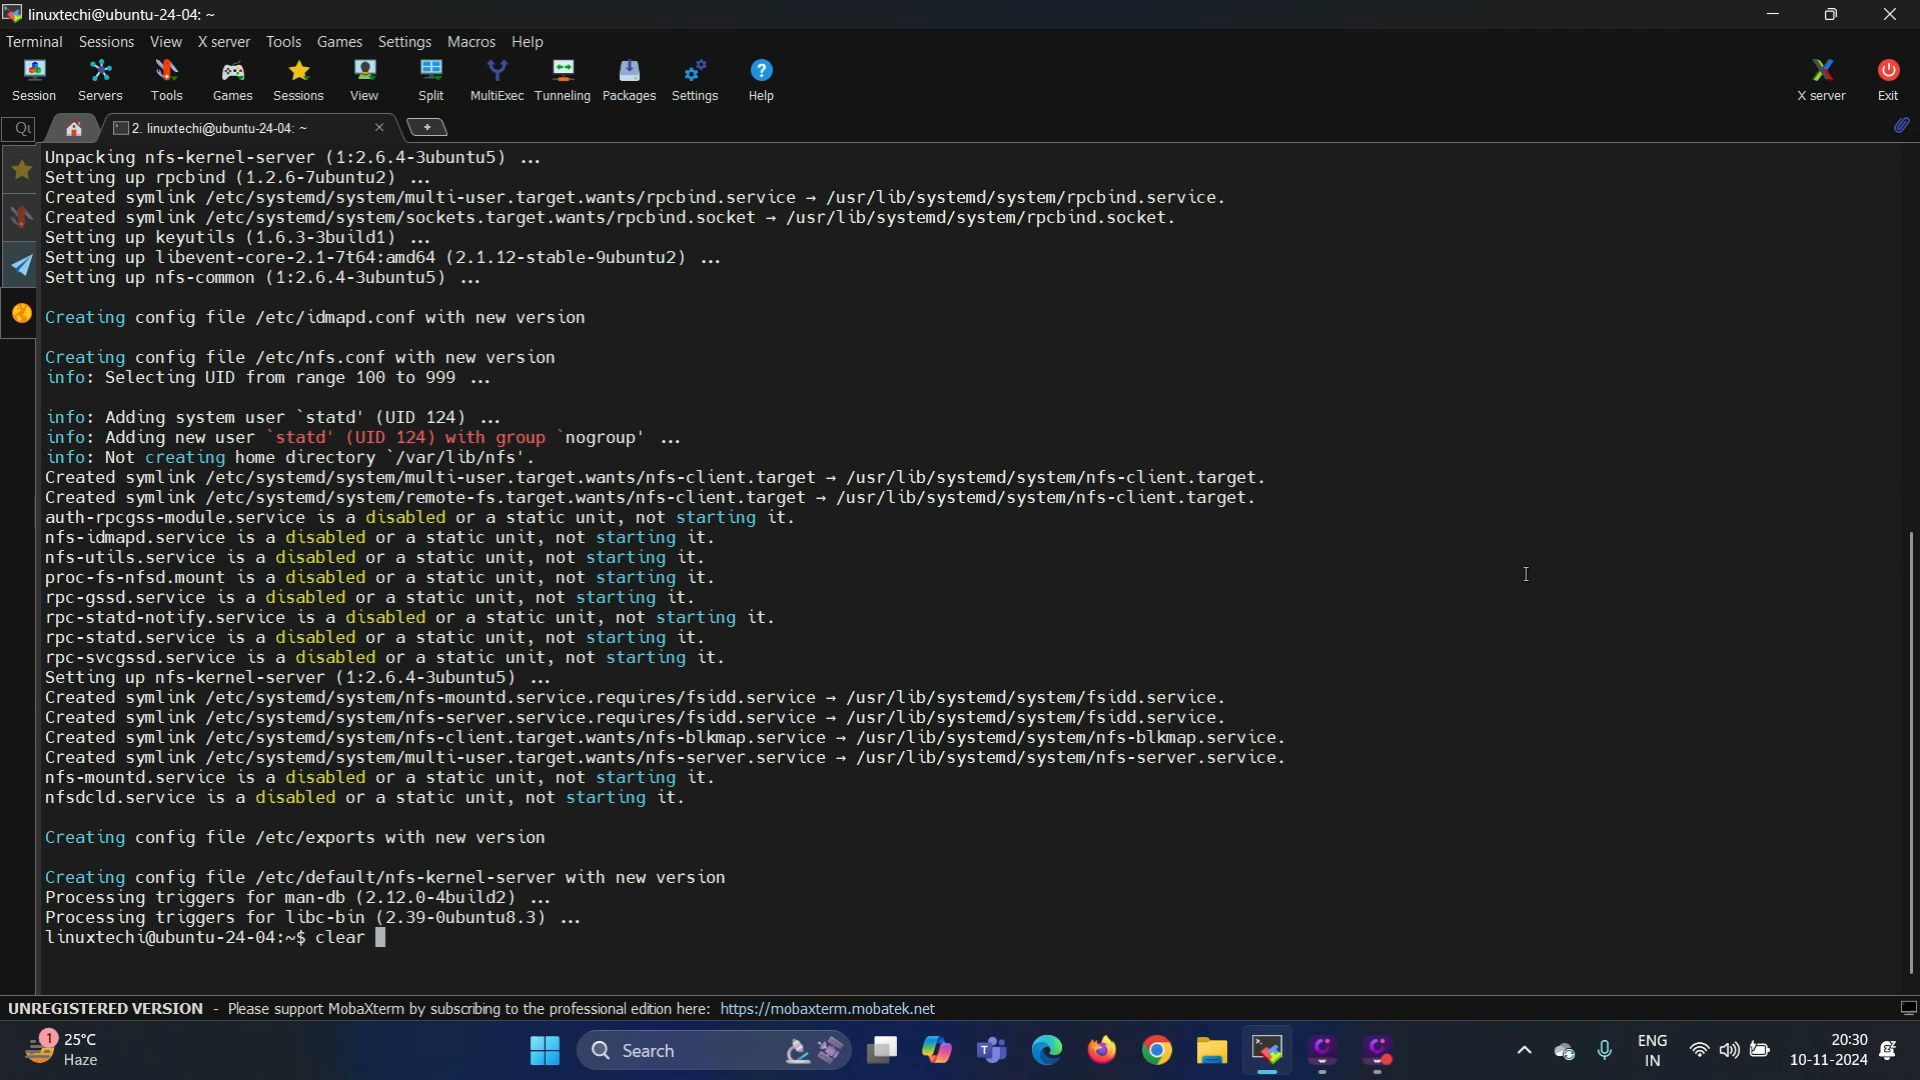 linuxtechi@ubuntu-24-04: ~
Terminal Sessions View X server Tools Games Settings Macros Help
Session Servers Tools Games Sessions View Split MultiExec Tunneling Packages Settings Help X server Exit
2. linuxtechi@ubuntu-24-04: ~
Unpacking nfs-kernel-server (1:2.6.4-3ubuntu5) ...
Setting up rpcbind (1.2.6-7ubuntu2) ...
Created symlink /etc/systemd/system/multi-user.target.wants/rpcbind.service → /usr/lib/systemd/system/rpcbind.service.
Created symlink /etc/systemd/system/sockets.target.wants/rpcbind.socket → /usr/lib/systemd/system/rpcbind.socket.
Setting up keyutils (1.6.3-3build1) ...
Setting up libevent-core-2.1-7t64:amd64 (2.1.12-stable-9ubuntu2) ...
Setting up nfs-common (1:2.6.4-3ubuntu5) ...
Creating config file /etc/idmapd.conf with new version
Creating config file /etc/nfs.conf with new version
info: Selecting UID from range 100 to 999 ...
info: Adding system user `statd' (UID 124) ...
info: Adding new user `statd' (UID 124) with group `nogroup' ...
info: Not creating home directory `/var/lib/nfs'.
Created symlink /etc/systemd/system/multi-user.target.wants/nfs-client.target → /usr/lib/systemd/system/nfs-client.target.
Created symlink /etc/systemd/system/remote-fs.target.wants/nfs-client.target → /usr/lib/systemd/system/nfs-client.target.
auth-rpcgss-module.service is a disabled or a static unit, not starting it.
nfs-idmapd.service is a disabled or a static unit, not starting it.
nfs-utils.service is a disabled or a static unit, not starting it.
proc-fs-nfsd.mount is a disabled or a static unit, not starting it.
rpc-gssd.service is a disabled or a static unit, not starting it.
rpc-statd-notify.service is a disabled or a static unit, not starting it.
rpc-statd.service is a disabled or a static unit, not starting it.
rpc-svcgssd.service is a disabled or a static unit, not starting it.
Setting up nfs-kernel-server (1:2.6.4-3ubuntu5) ...
Created symlink /etc/systemd/system/nfs-mountd.service.requires/fsidd.service → /usr/lib/systemd/system/fsidd.service.
Created symlink /etc/systemd/system/nfs-server.service.requires/fsidd.service → /usr/lib/systemd/system/fsidd.service.
Created symlink /etc/systemd/system/nfs-client.target.wants/nfs-blkmap.service → /usr/lib/systemd/system/nfs-blkmap.service.
Created symlink /etc/systemd/system/multi-user.target.wants/nfs-server.service → /usr/lib/systemd/system/nfs-server.service.
nfs-mountd.service is a disabled or a static unit, not starting it.
nfsdcld.service is a disabled or a static unit, not starting it.
Creating config file /etc/exports with new version
Creating config file /etc/default/nfs-kernel-server with new version
Processing triggers for man-db (2.12.0-4build2) ...
Processing triggers for libc-bin (2.39-0ubuntu8.3) ...
linuxtechi@ubuntu-24-04:~$ clear
UNREGISTERED VERSION - Please support MobaXterm by subscribing to the professional edition here: https://mobaxterm.mobatek.net
1 25°C
Haze
Search
ENG
IN
20:30
10-11-2024